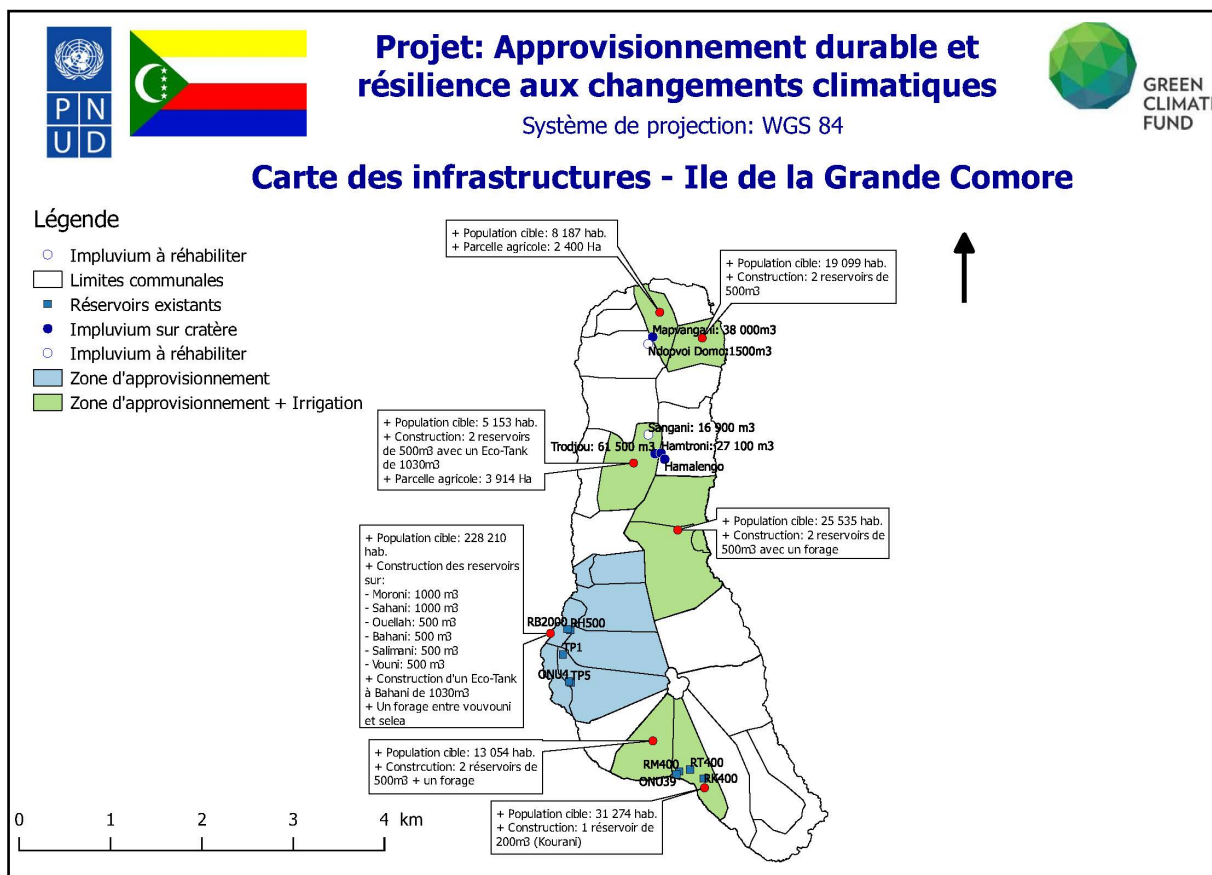 P N
U D
Projet: Approvisionnement durable et
résilience aux changements climatiques
Système de projection: WGS 84
GREEN
CLIMATE
FUND
Carte des infrastructures - Ile de la Grande Comore
Légende
Impluvium à réhabiliter
Limites communales
Réservoirs existants
Impluvium sur cratère
Impluvium à réhabiliter
Zone d'approvisionnement
Zone d'approvisionnement + Irrigation
+ Population cible: 8 187 hab.
+ Parcelle agricole: 2 400 Ha
+ Population cible: 19 099 hab.
+ Construction: 2 reservoirs de
500m3
Mapvangani: 38 000m3
Ndopvoi Domo:1500m3
+ Population cible: 5 153 hab.
+ Construction: 2 reservoirs
de 500m3 avec un Eco-Tank
de 1030m3
+ Parcelle agricole: 3 914 Ha
Sangani: 16 900 m3
Trodjou: 61 500 m3
Hamtroni: 27 100 m3
Hamalengo
+ Population cible: 25 535 hab.
+ Construction: 2 reservoirs de
500m3 avec un forage
+ Population cible: 228 210
hab.
+ Construction des reservoirs
sur:
- Moroni: 1000 m3
- Sahani: 1000 m3
- Ouellah: 500 m3
- Bahani: 500 m3
- Salimani: 500 m3
- Vouni: 500 m3
+ Construction d'un Eco-Tank
à Bahani de 1030m3
+ Un forage entre vouvouni
et selea
RB2000
RH500
TP1
ONU4
TP5
+ Population cible: 13 054 hab.
+ Construction: 2 réservoirs de
500m3 + un forage
RM400
RT400
ONU39
RK400
+ Population cible: 31 274 hab.
+ Construction: 1 réservoir de
200m3 (Kourani)
0 1 2 3 4 km